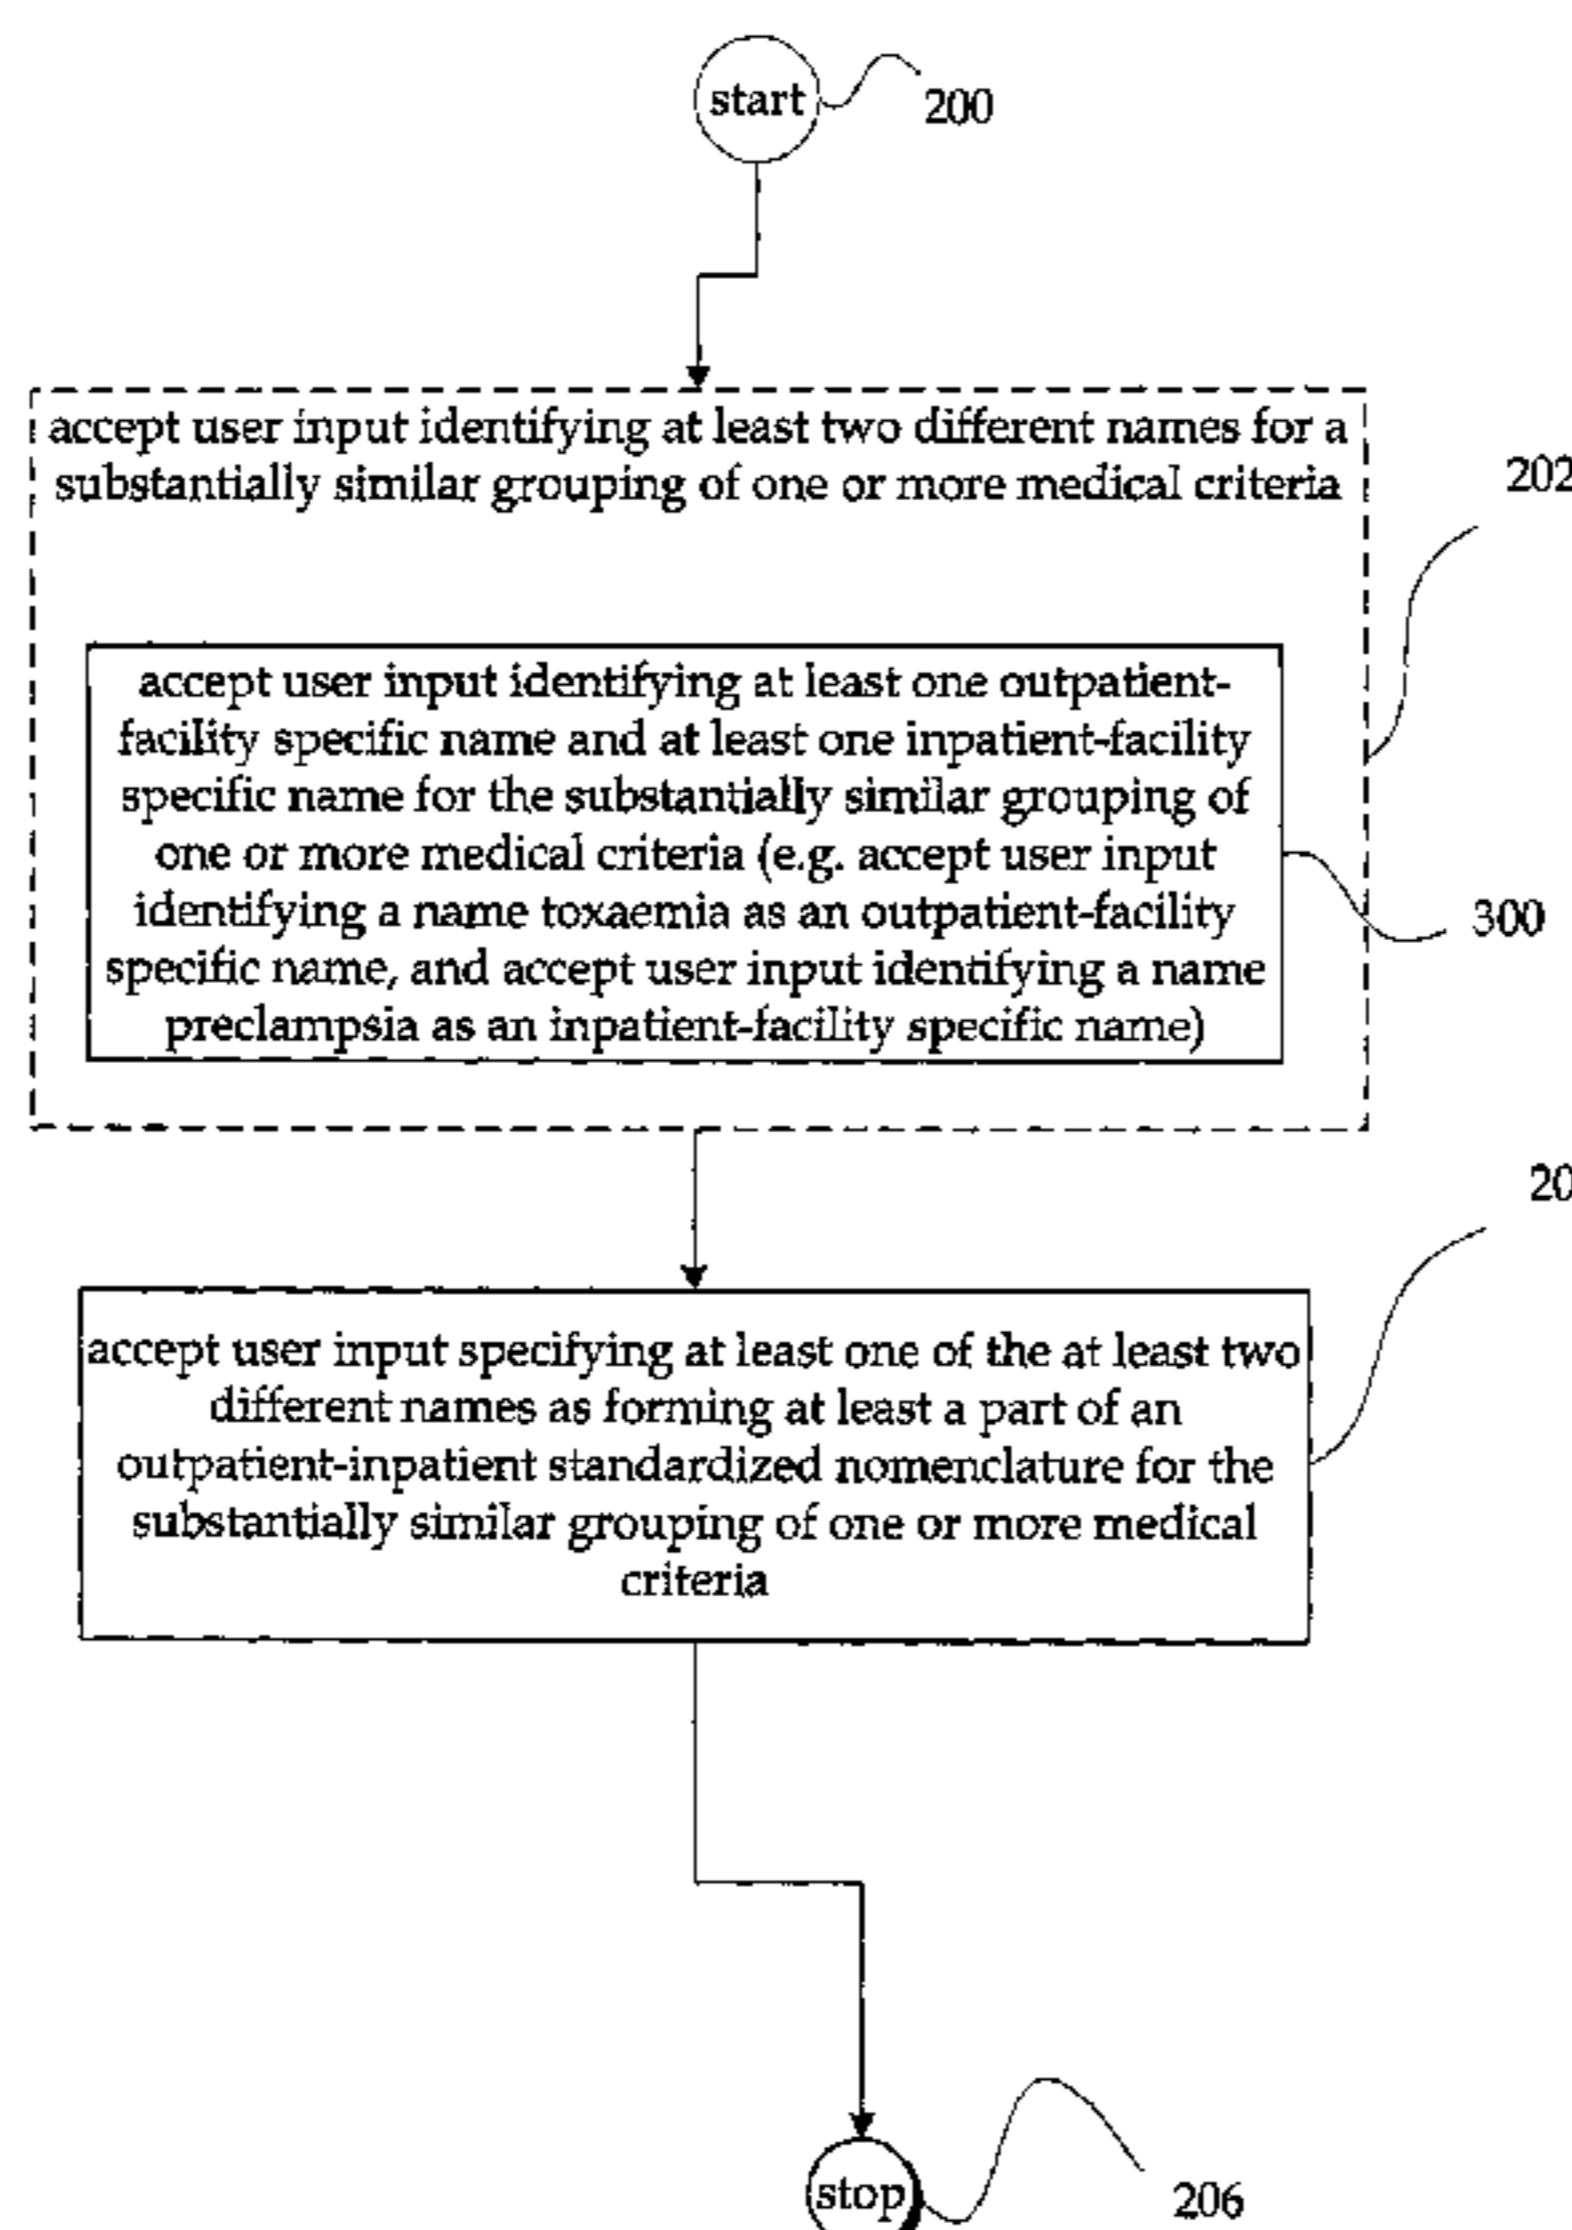 start
200
accept user input identifying at least two different names for a
substantially similar grouping of one or more medical criteria
202
accept user input identifying at least one outpatient-
facility specific name and at least one inpatient-facility
specific name for the substantially similar grouping of
one or more medical criteria (e.g. accept user input
identifying a name toxaemia as an outpatient-facility
specific name, and accept user input identifying a name
preclampsia as an inpatient-facility specific name)
300
20
accept user input specifying at least one of the at least two
different names as forming at least a part of an
outpatient-inpatient standardized nomenclature for the
substantially similar grouping of one or more medical
criteria
stop
206